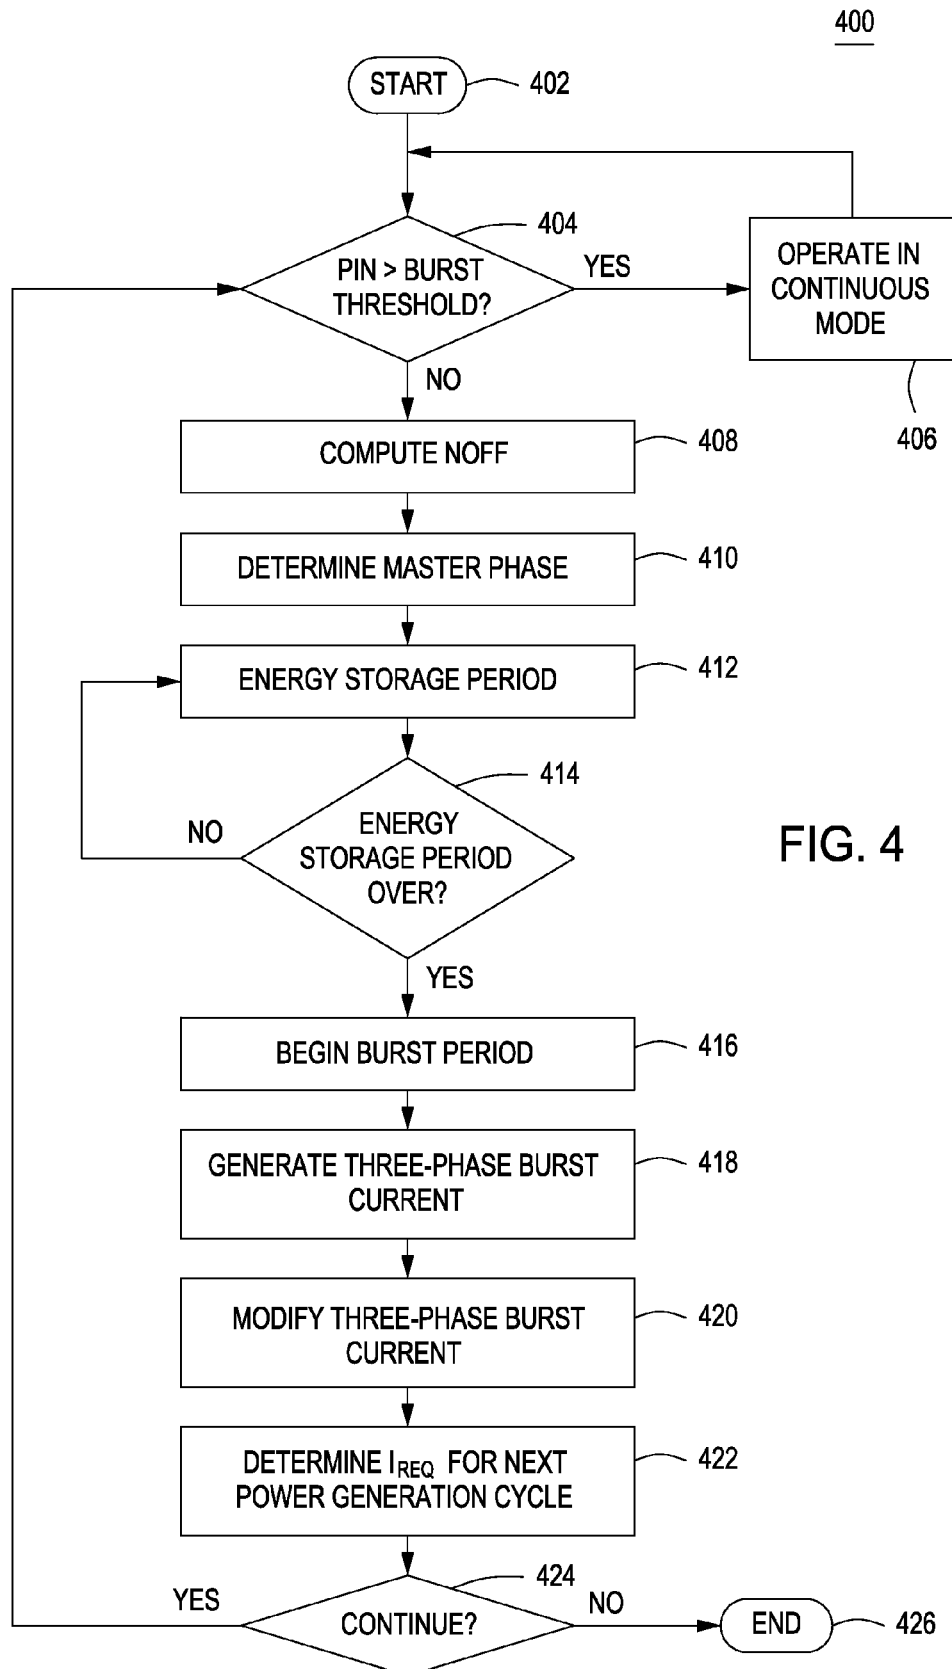 400
START
402
404
PIN > BURST
THRESHOLD?
YES
OPERATE IN
CONTINUOUS
MODE
406
NO
COMPUTE NOFF
408
DETERMINE MASTER PHASE
410
ENERGY STORAGE PERIOD
412
414
ENERGY
STORAGE PERIOD
OVER?
NO
FIG. 4
YES
BEGIN BURST PERIOD
416
GENERATE THREE-PHASE BURST
CURRENT
418
MODIFY THREE-PHASE BURST
CURRENT
420
DETERMINE IREQ FOR NEXT
POWER GENERATION CYCLE
422
424
YES
CONTINUE?
NO
END
426